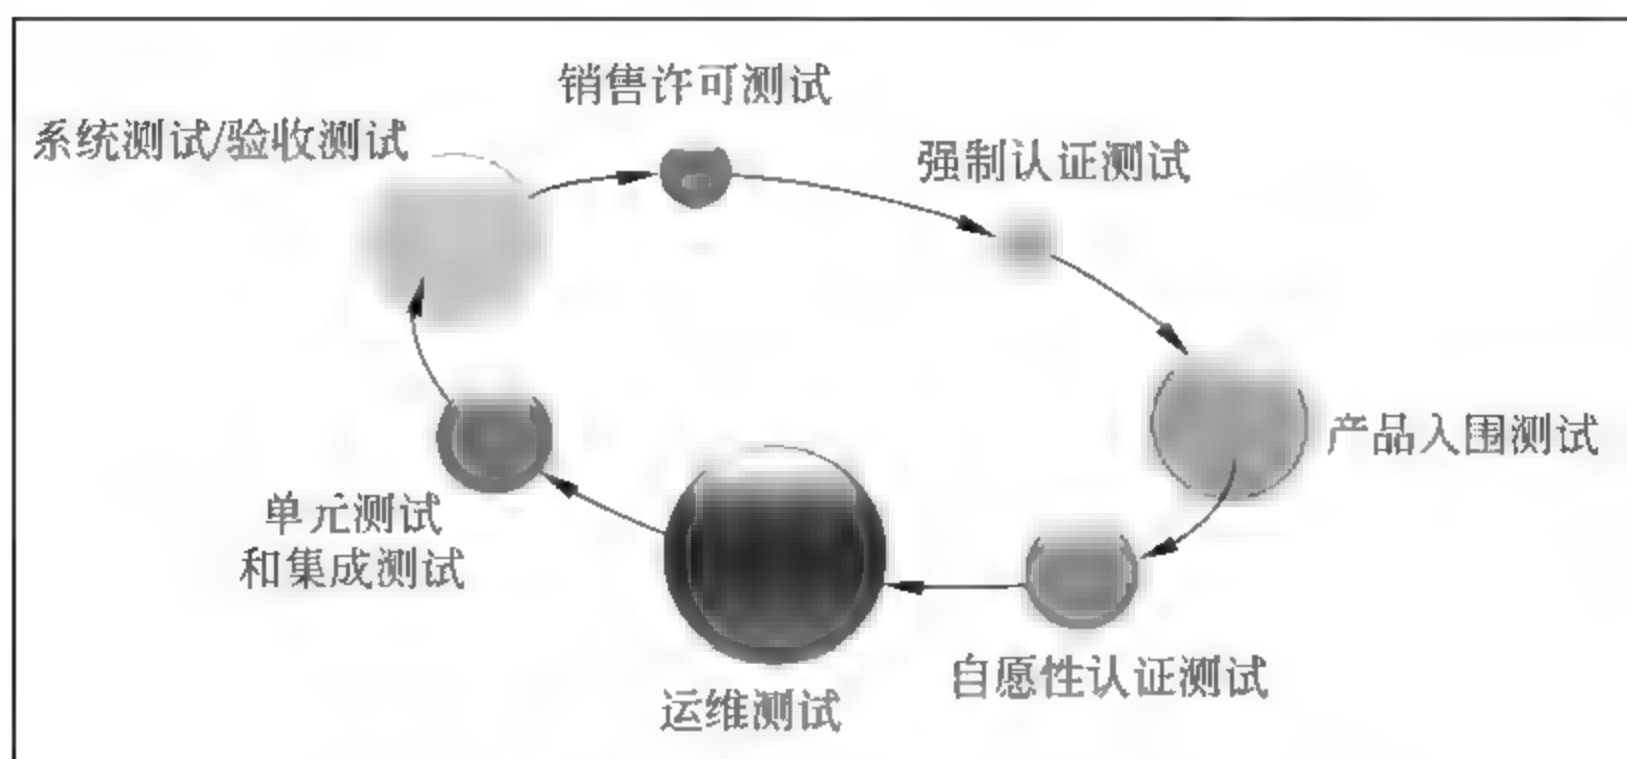 销售许可测试
系统测试/验收测试
强制认证测试
产品入围测试
单元测试
和集成测试
自愿性认证测试
运维测试